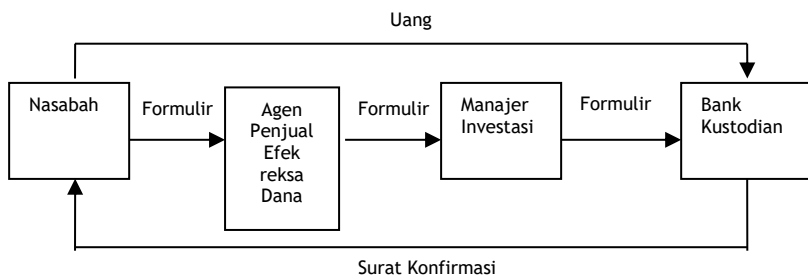 Uang
Nasabah
Formulir
Agen
Penjual
Efek
reksa
Dana
Formulir
Manajer
Investasi
Formulir
Bank
Kustodian
Surat Konfirmasi